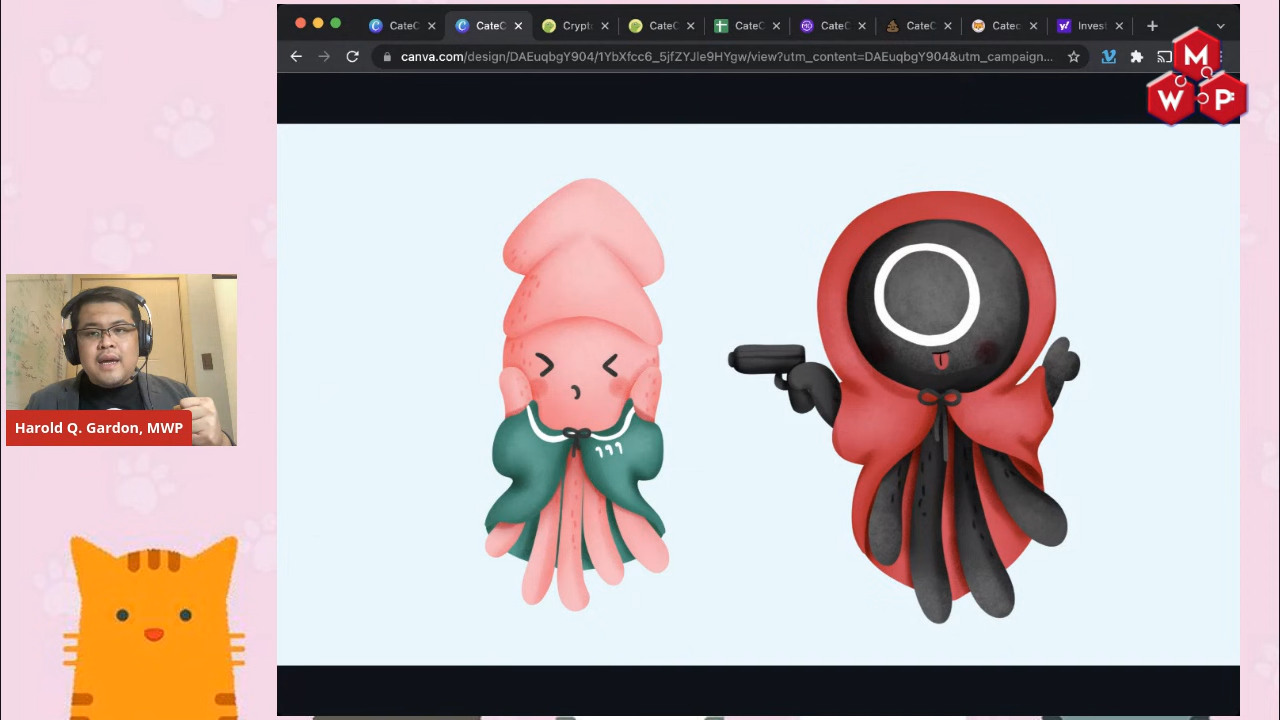 CateC
CateC
Crypt
CateC
CateC
CateC
CateC
Catec
Invest
canva.com/design/DAEuqbgY904/1YbXfcc6_5jfZYJle9HYgw/view?utm_content=DAEuqbgY904&utm_campaign...
M
W P
Harold Q. Gardon, MWP